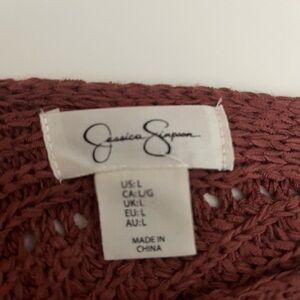 Jessica Simpson
US: L
CA: L/G
UK: L
EU: L
AU: L
MADE IN
CHINA